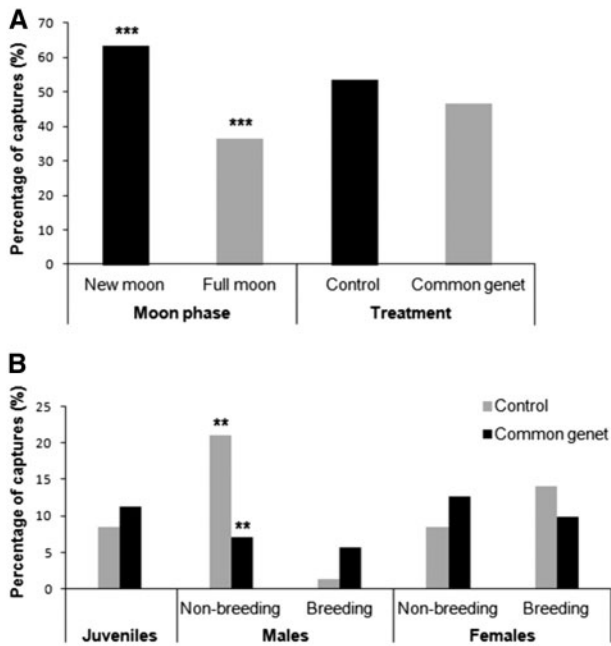 A
Percentage of captures (%)
70
60
50
40
30
20
10
0
***
***
New moon Full moon Control Common genet
Moon phase Treatment
B
Percentage of captures (%)
25
20
15
10
5
0
**
**
Control
Common genet
Non-breeding Breeding Non-breeding Breeding
Juveniles Males Females